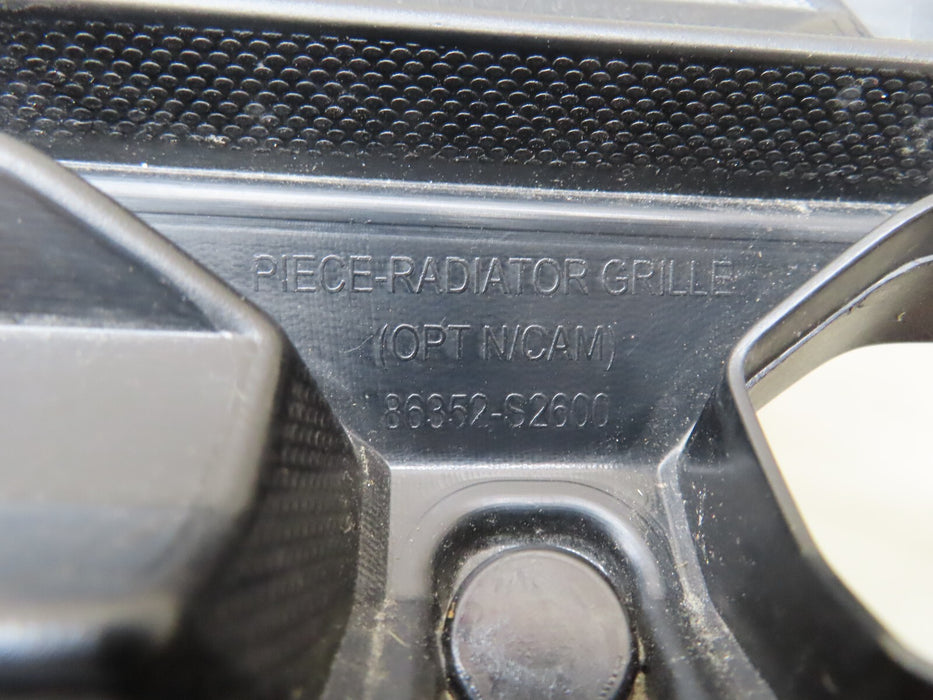 PIECE-RADIATOR GRILLE
(OPT N/CAM)
86352-S2600